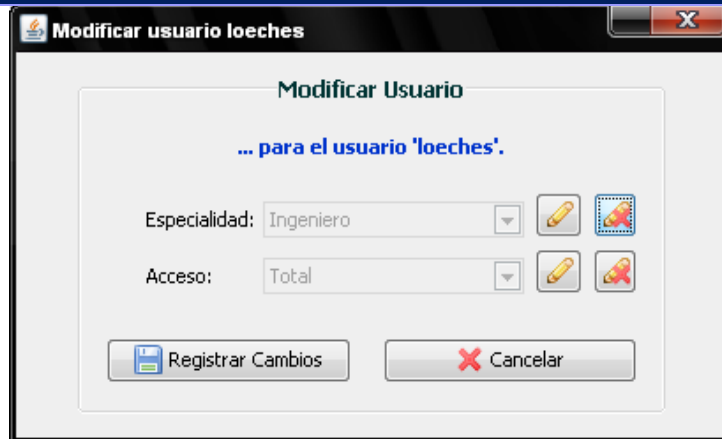 Modificar usuario loeches
Modificar Usuario
... para el usuario 'loeches'.
Especialidad: Ingeniero
Acceso: Total
Registrar Cambios Cancelar